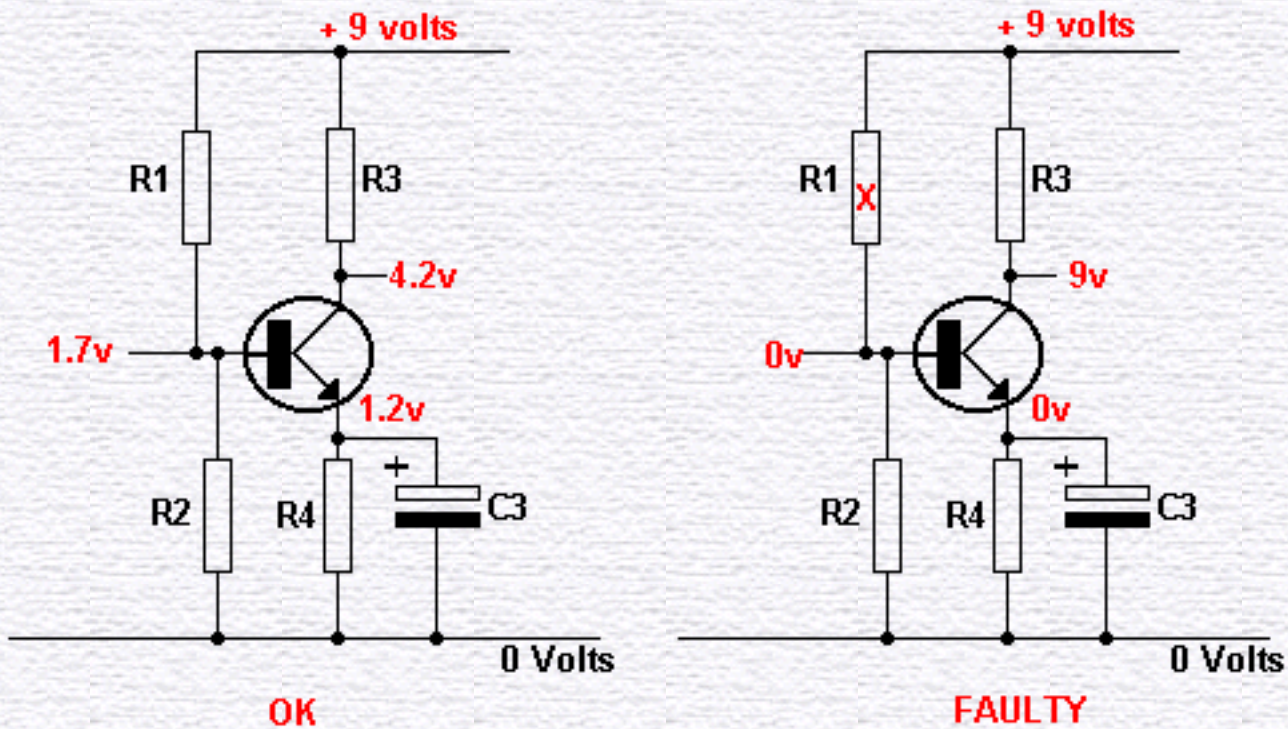 + 9 volts
R1
R3
4.2v
1.7v
1.2v
+
R2
R4
C3
0 Volts
OK
+ 9 volts
R1
X
R3
9v
0v
0v
+
R2
R4
C3
0 Volts
FAULTY